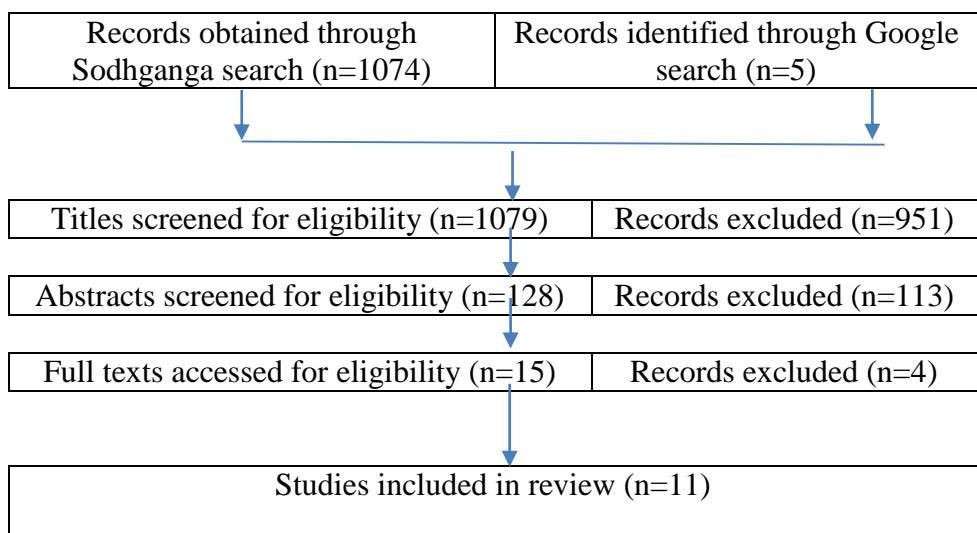 Records obtained through
Sodhganga search (n=1074)
Records identified through Google
search (n=5)
Titles screened for eligibility (n=1079)
Records excluded (n=951)
Abstracts screened for eligibility (n=128)
Records excluded (n=113)
Full texts accessed for eligibility (n=15)
Records excluded (n=4)
Studies included in review (n=11)